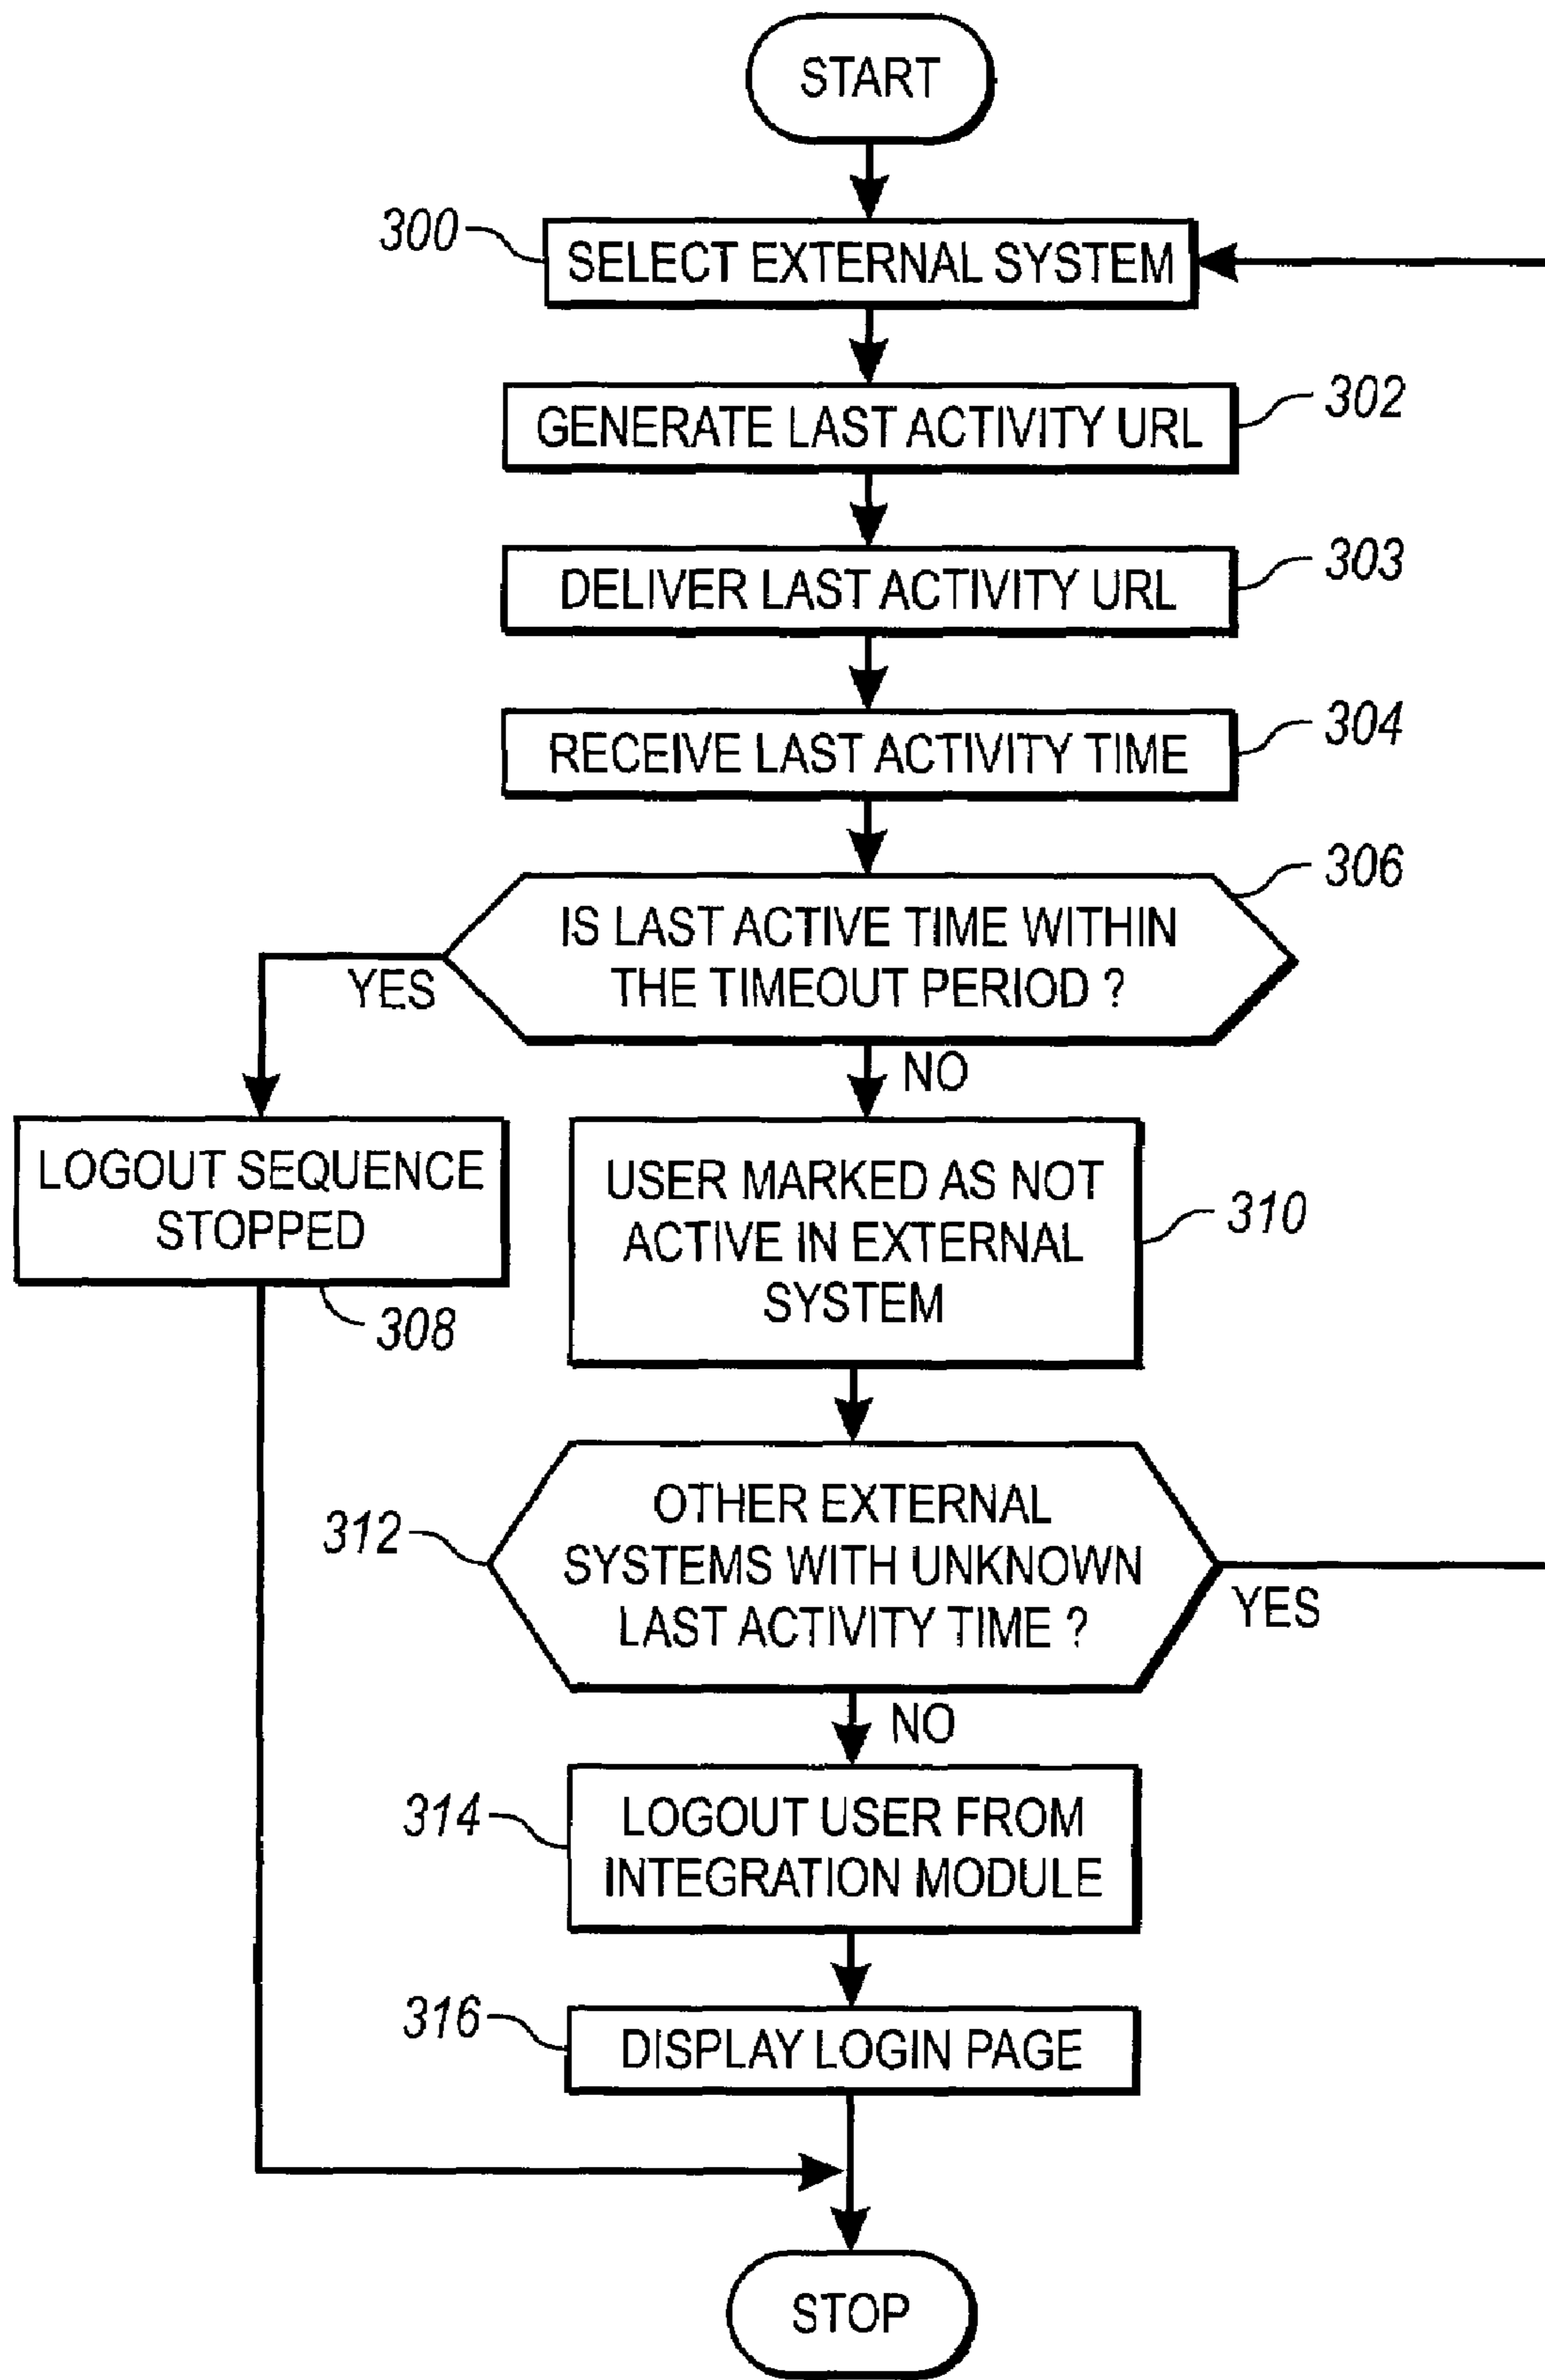 START
300
SELECT EXTERNAL SYSTEM
GENERATE LAST ACTIVITY URL
302
DELIVER LAST ACTIVITY URL
303
RECEIVE LAST ACTIVITY TIME
304
306
IS LAST ACTIVE TIME WITHIN
THE TIMEOUT PERIOD ?
YES
NO
LOGOUT SEQUENCE
STOPPED
308
USER MARKED AS NOT
ACTIVE IN EXTERNAL
SYSTEM
310
312
OTHER EXTERNAL
SYSTEMS WITH UNKNOWN
LAST ACTIVITY TIME ?
YES
NO
314
LOGOUT USER FROM
INTEGRATION MODULE
316
DISPLAY LOGIN PAGE
STOP